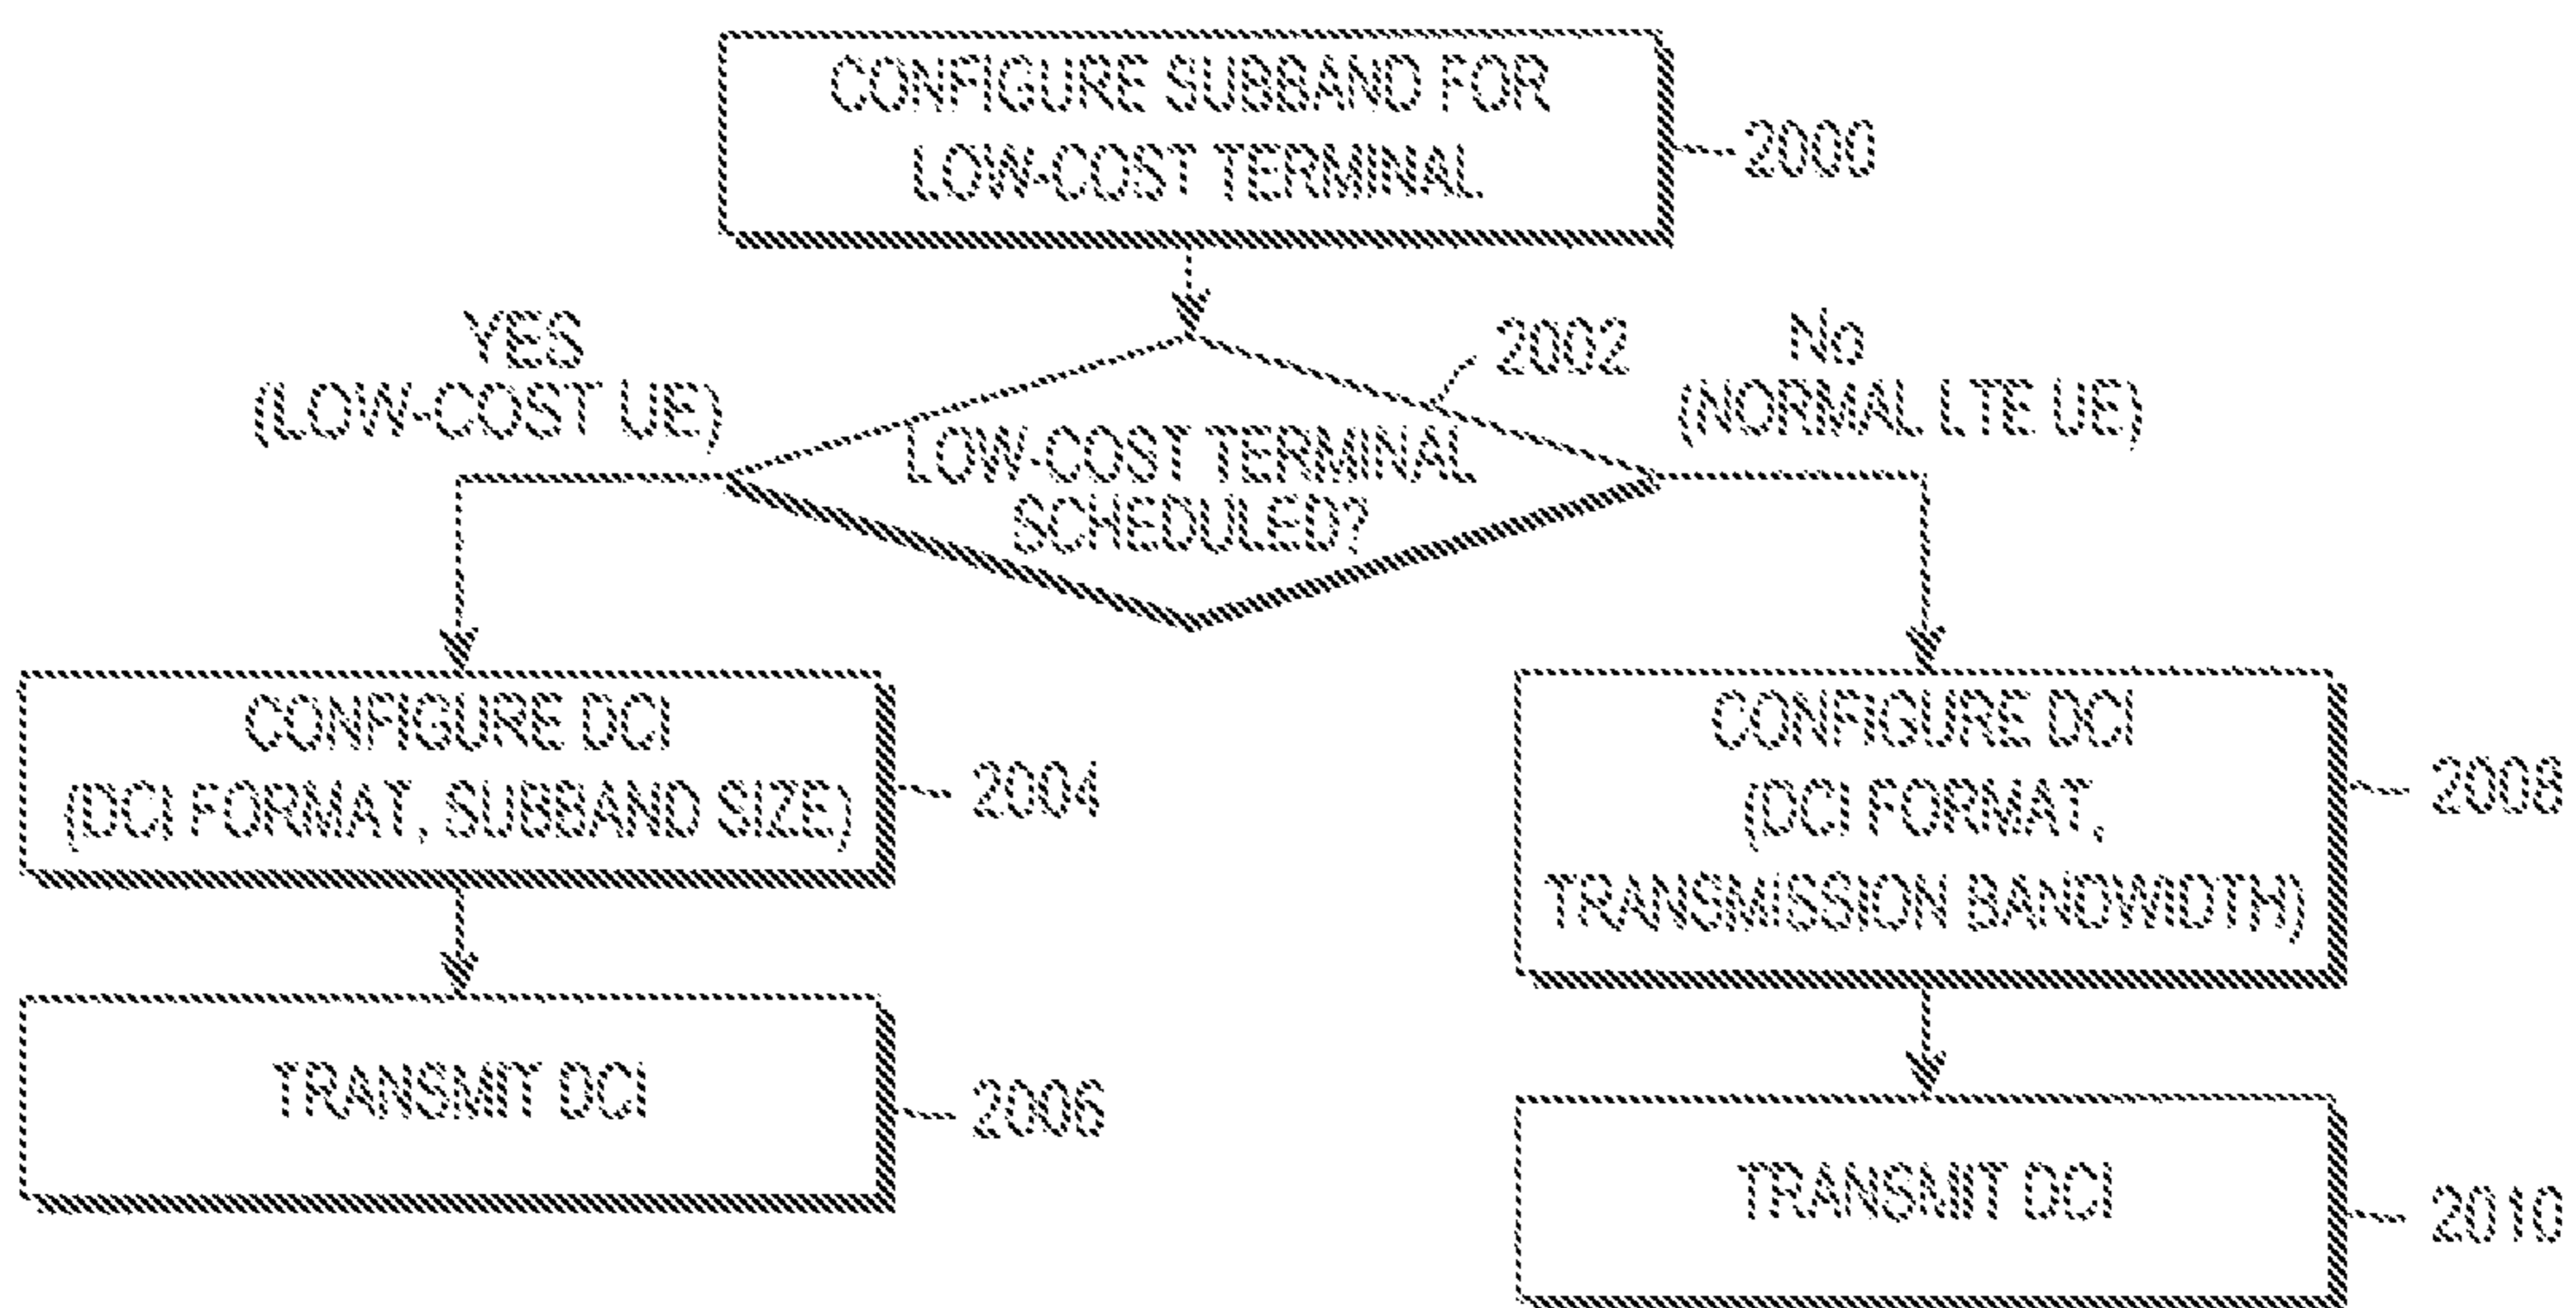 CONFIGURE SUBBAND FOR
LOW-COST TERMINAL
2000
YES
(LOW-COST UE)
2002
No
(NORMAL LTE UE)
LOW-COST TERMINAL
SCHEDULED?
CONFIGURE DCI
(DCI FORMAT, SUBBAND SIZE)
2004
CONFIGURE DCI
(DCI FORMAT,
TRANSMISSION BANDWIDTH)
2008
TRANSMIT DCI
2006
TRANSMIT DCI
2010